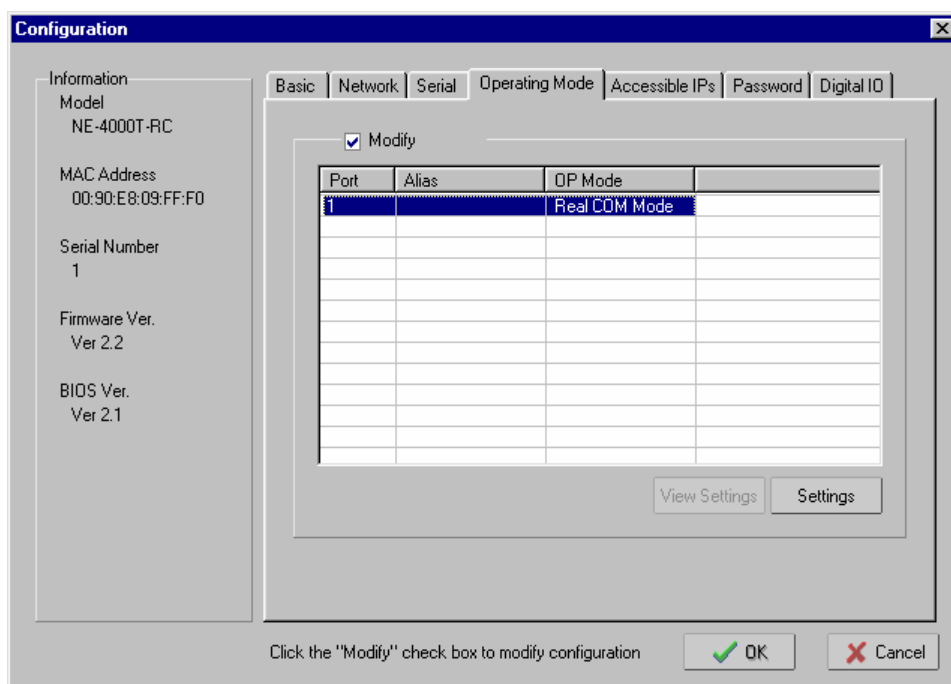 Configuration
Information
Model
NE-4000T-RC
MAC Address
00:90:E8:09:FF:F0
Serial Number
1
Firmware Ver.
Ver 2.2
BIOS Ver.
Ver 2.1
Basic Network Serial Operating Mode Accessible IPs Password Digital IO
Modify
Port Alias OP Mode
1 Real COM Mode
View Settings Settings
Click the "Modify" check box to modify configuration OK Cancel